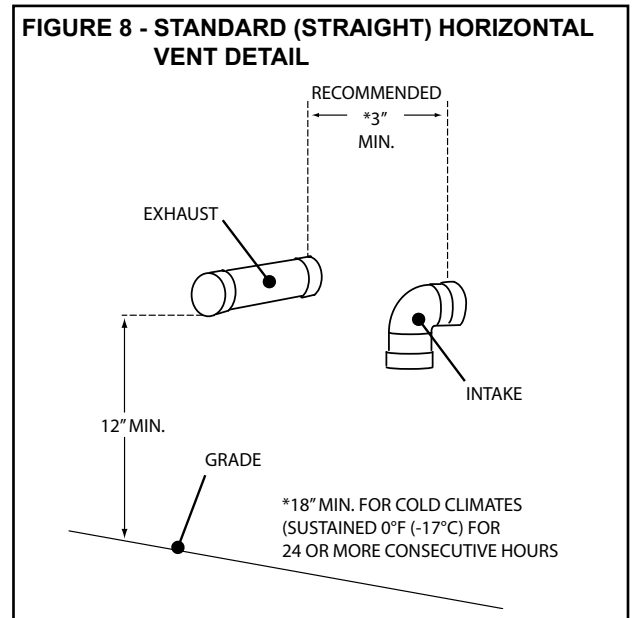 FIGURE 8 - STANDARD (STRAIGHT) HORIZONTAL
VENT DETAIL
RECOMMENDED
*3"
MIN.
EXHAUST
INTAKE
12" MIN.
GRADE
*18" MIN. FOR COLD CLIMATES
(SUSTAINED 0°F (-17°C) FOR
24 OR MORE CONSECUTIVE HOURS